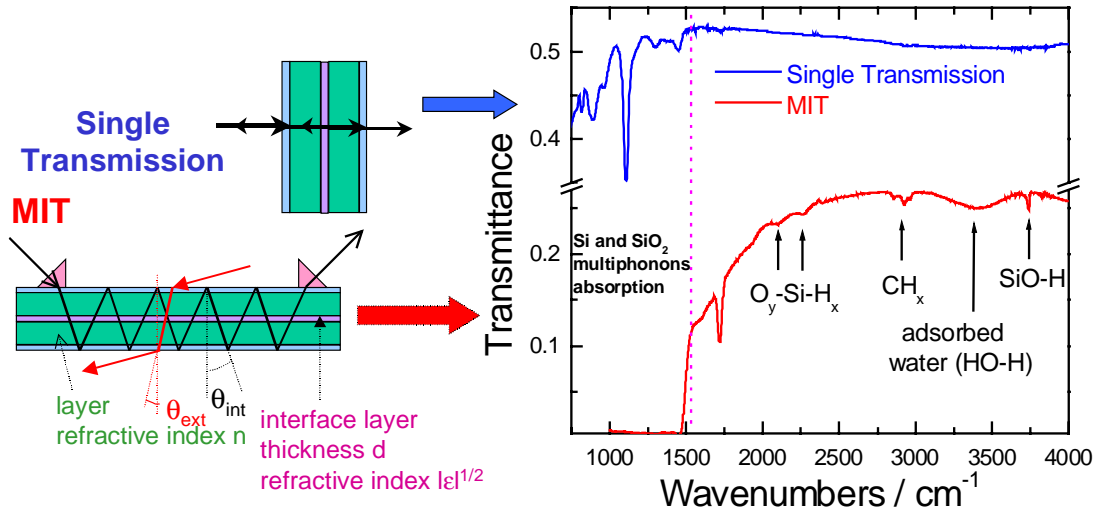 Single
Transmission
MIT
θext
θint
layer
refractive index n
interface layer
thickness d
refractive index |ε|1/2
Transmittance
0.5
0.4
0.2
0.1
Single Transmission
MIT
Si and SiO2
multiphonons
absorption
Oy-Si-Hx
CHx
adsorbed
water (HO-H)
SiO-H
1000 1500 2000 2500 3000 3500 4000
Wavenumbers / cm-1